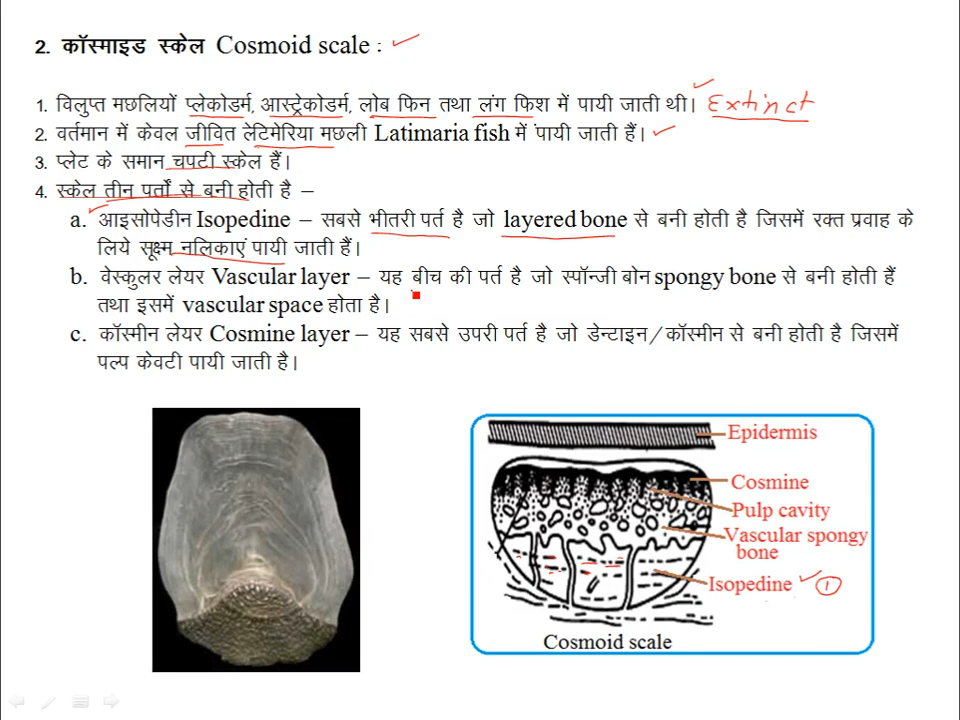 2. कॉस्माइड स्केल Cosmoid scale :
1. विलुप्त मछलियों प्लेकोडर्म, आस्ट्रेकोडर्म, लोब फिन तथा लंग फिश में पायी जाती थी। Extinct
2. वर्तमान में केवल जीवित लेटिमेरिया मछली Latimaria fish में पायी जाती हैं।
3. प्लेट के समान चपटी स्केल हैं।
4. स्केल तीन पर्तों से बनी होती है –
a. आइसोपेडीन Isopedine – सबसे भीतरी पर्त है जो layered bone से बनी होती है जिसमें रक्त प्रवाह के
लिये सूक्ष्म नलिकाएं पायी जाती हैं।
b. वेस्कुलर लेयर Vascular layer – यह बीच की पर्त है जो स्पॉन्जी बोन spongy bone से बनी होती हैं
तथा इसमें vascular space होता है।
c. कॉस्मीन लेयर Cosmine layer – यह सबसे उपरी पर्त है जो डेन्टाइन/कॉस्मीन से बनी होती है जिसमें
पल्प केवटी पायी जाती है।
Epidermis
Cosmine
Pulp cavity
Vascular spongy
bone
Isopedine 1
Cosmoid scale